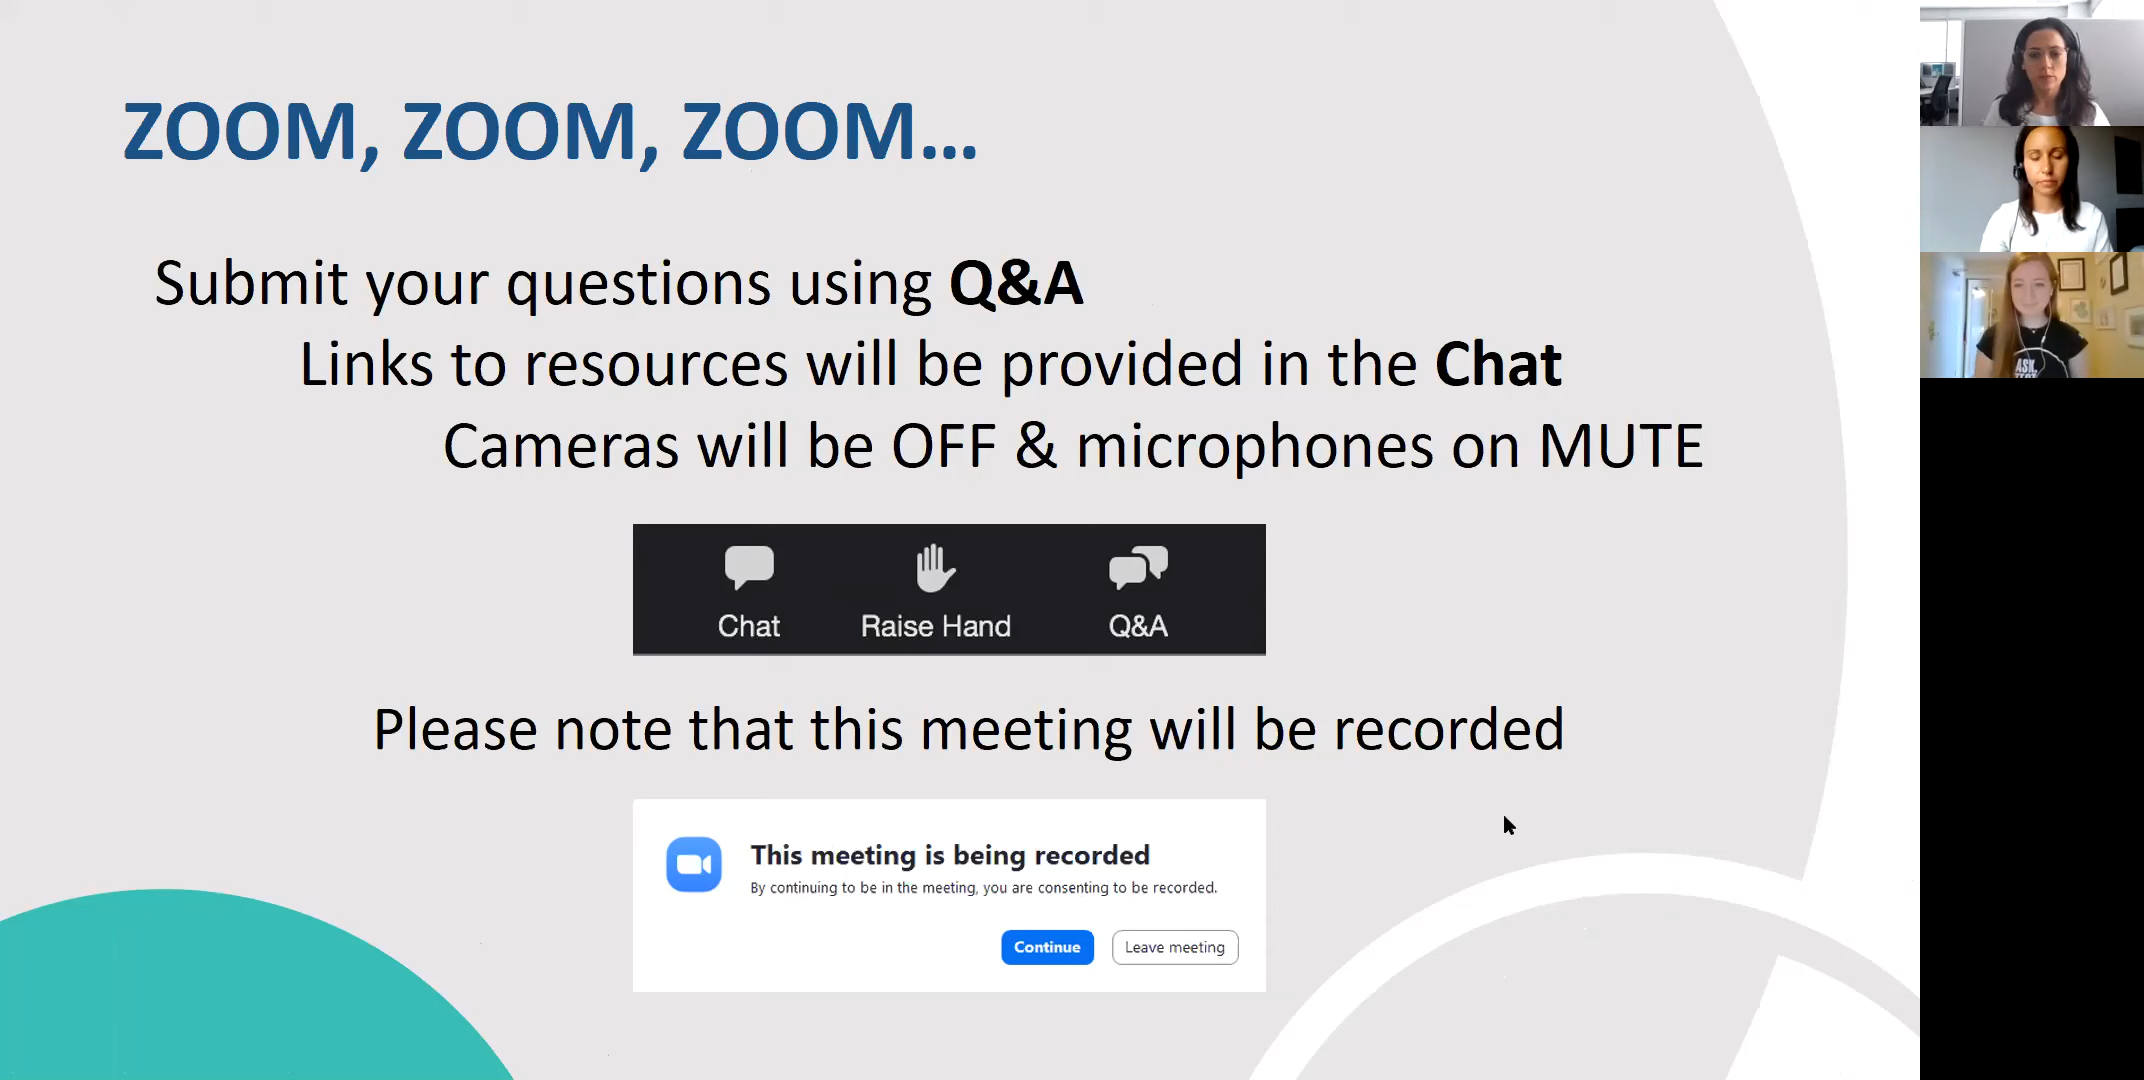 ZOOM, ZOOM, ZOOM...
Submit your questions using Q&A
Links to resources will be provided in the Chat
Cameras will be OFF & microphones on MUTE
Chat Raise Hand Q&A
Please note that this meeting will be recorded
This meeting is being recorded
By continuing to be in the meeting, you are consenting to be recorded.
Continue Leave meeting
ASK.